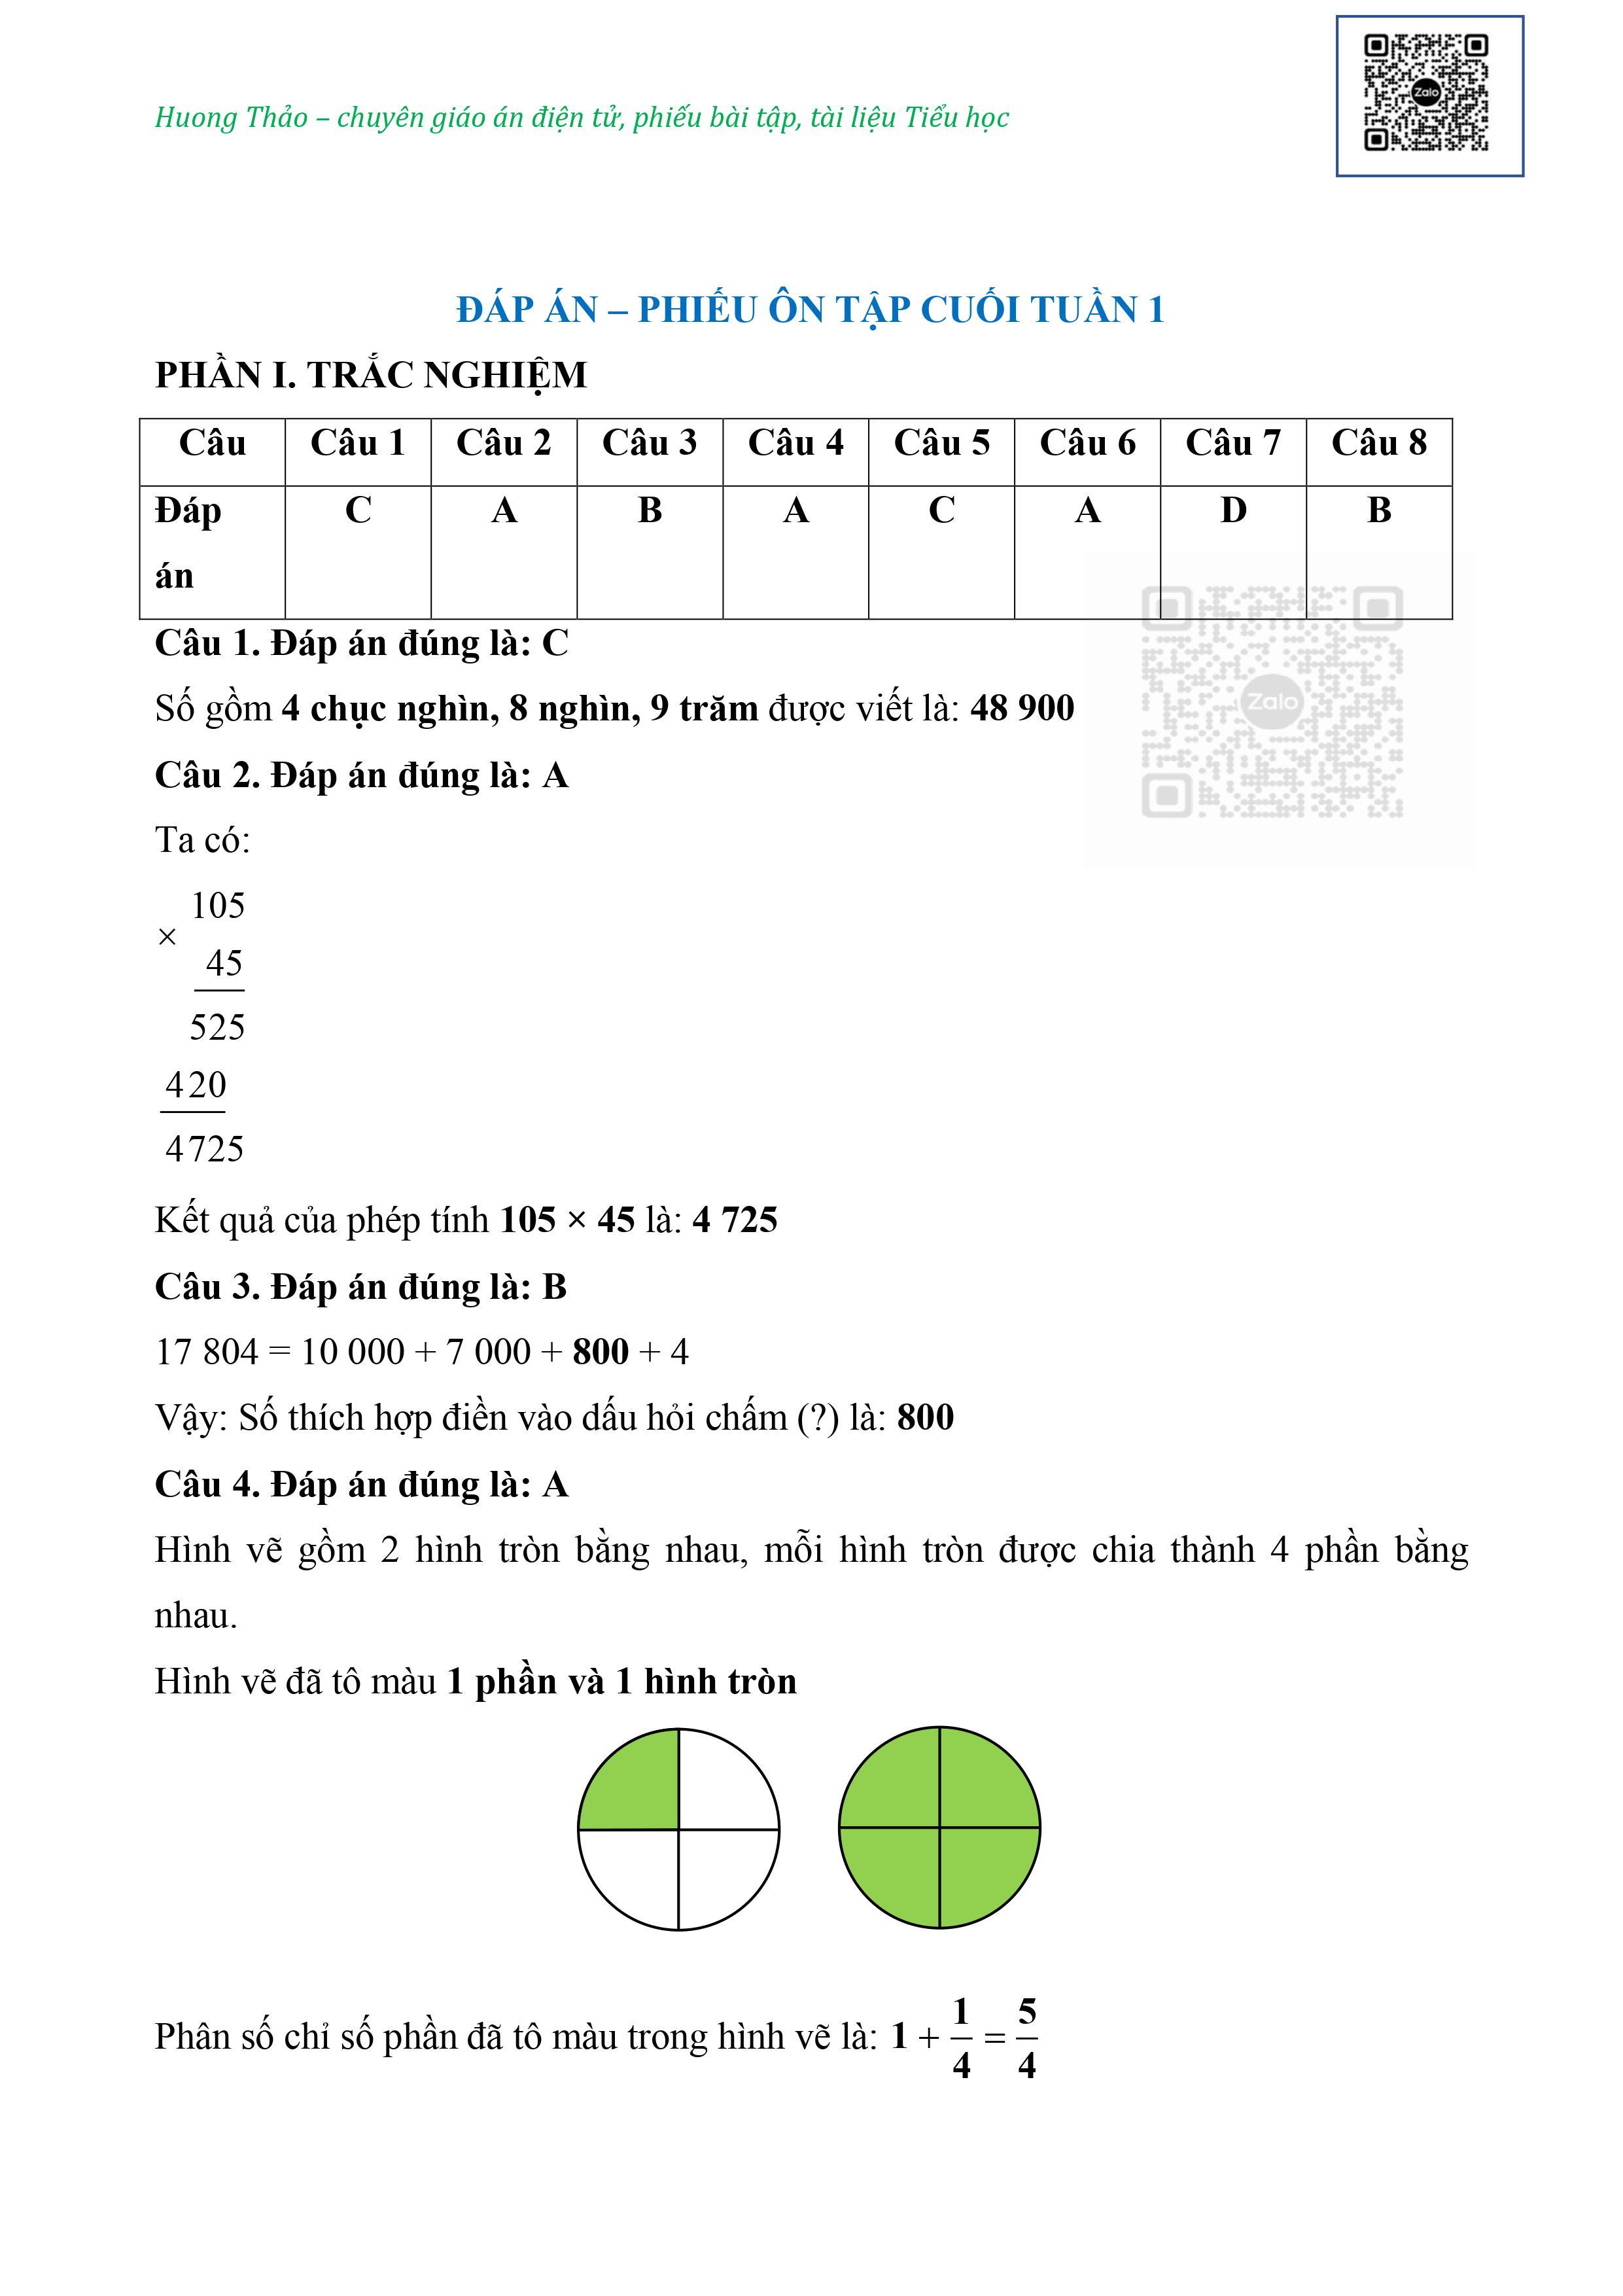 Zalo
Huong Thảo – chuyên giáo án điện tử, phiếu bài tập, tài liệu Tiểu học
ĐÁP ÁN – PHIẾU ÔN TẬP CUỐI TUẦN 1
PHẦN I. TRẮC NGHIỆM
Câu Câu 1 Câu 2 Câu 3 Câu 4 Câu 5 Câu 6 Câu 7 Câu 8
Đáp án C A B A C A D B
Câu 1. Đáp án đúng là: C
Số gồm 4 chục nghìn, 8 nghìn, 9 trăm được viết là: 48 900
Zalo
Câu 2. Đáp án đúng là: A
Ta có:
105
×
45
525
420
4725
Kết quả của phép tính 105 × 45 là: 4 725
Câu 3. Đáp án đúng là: B
17 804 = 10 000 + 7 000 + 800 + 4
Vậy: Số thích hợp điền vào dấu hỏi chấm (?) là: 800
Câu 4. Đáp án đúng là: A
Hình vẽ gồm 2 hình tròn bằng nhau, mỗi hình tròn được chia thành 4 phần bằng
nhau.
Hình vẽ đã tô màu 1 phần và 1 hình tròn
Phân số chỉ số phần đã tô màu trong hình vẽ là: 1 + 1/4 = 5/4